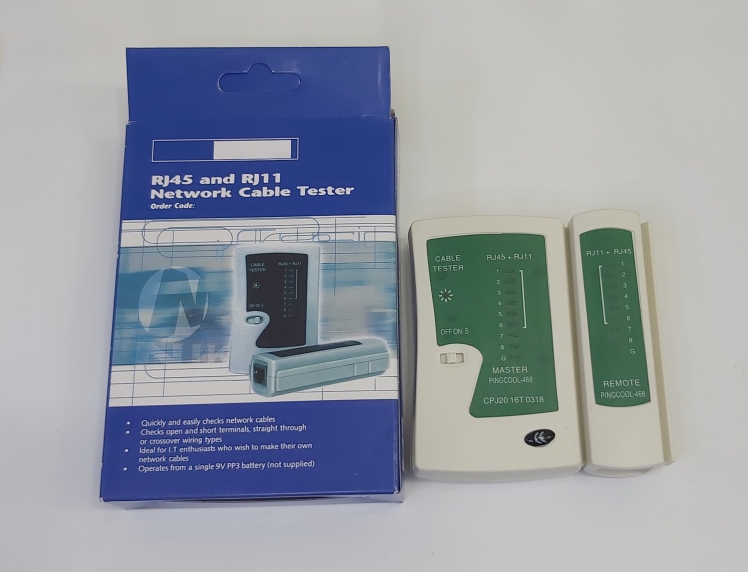 RJ45 and RJ11
Network Cable Tester
Order Code:
CABLE
TESTER
RJ45 + RJ11
OFF ON S
• Quickly and easily checks network cables
• Checks open and short terminals, straight through
or crossover wiring types
• Ideal for I.T enthusiasts who wish to make their own
network cables
• Operates from a single 9V PP3 battery (not supplied)
CABLE
TESTER
RJ45 + RJ11
1
2
3
4
5
6
7
8
G
OFF ON S
MASTER
PINGCOOL-468
CPJ20 16T 0318
RJ11 + RJ45
1
2
3
4
5
6
7
8
G
REMOTE
PINGCOOL-468